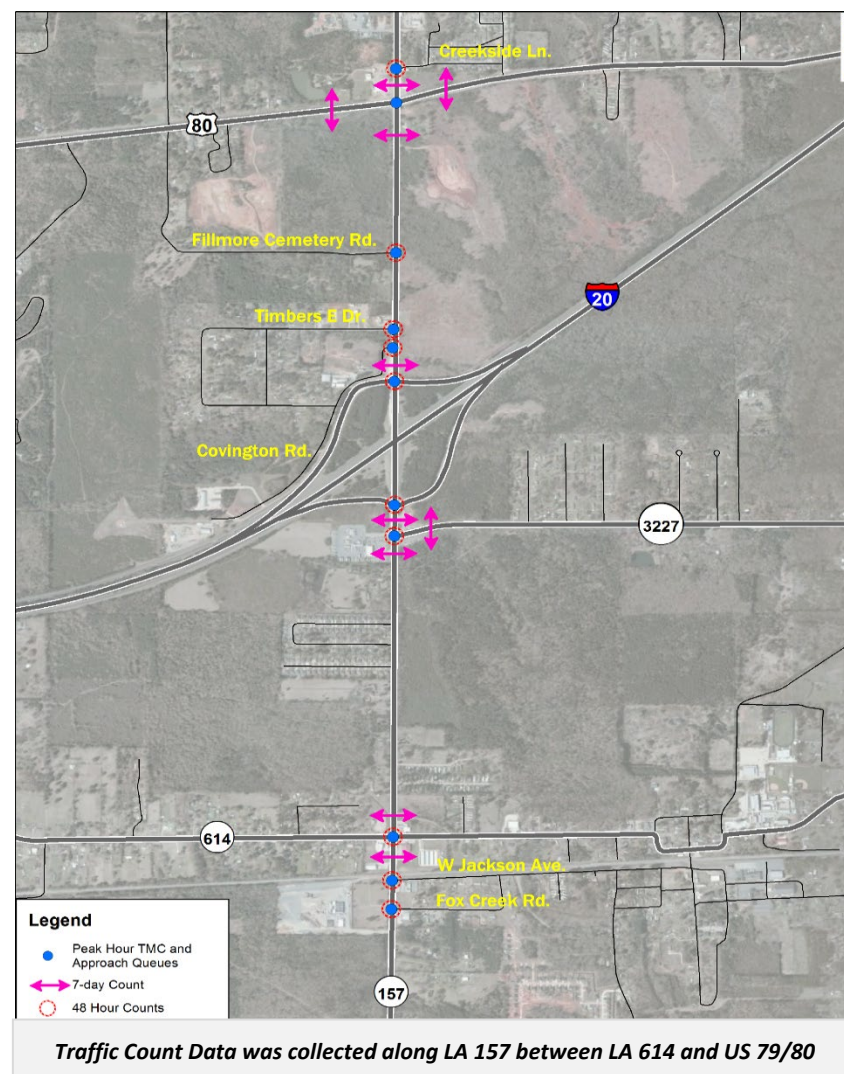 Creekside Ln.
80
Fillmore Cemetery Rd.
20
Timbers E Dr.
Covington Rd.
3227
614
W Jackson Ave.
Fox Creek Rd.
157
Legend
Peak Hour TMC and
Approach Queues
7-day Count
48 Hour Counts
Traffic Count Data was collected along LA 157 between LA 614 and US 79/80